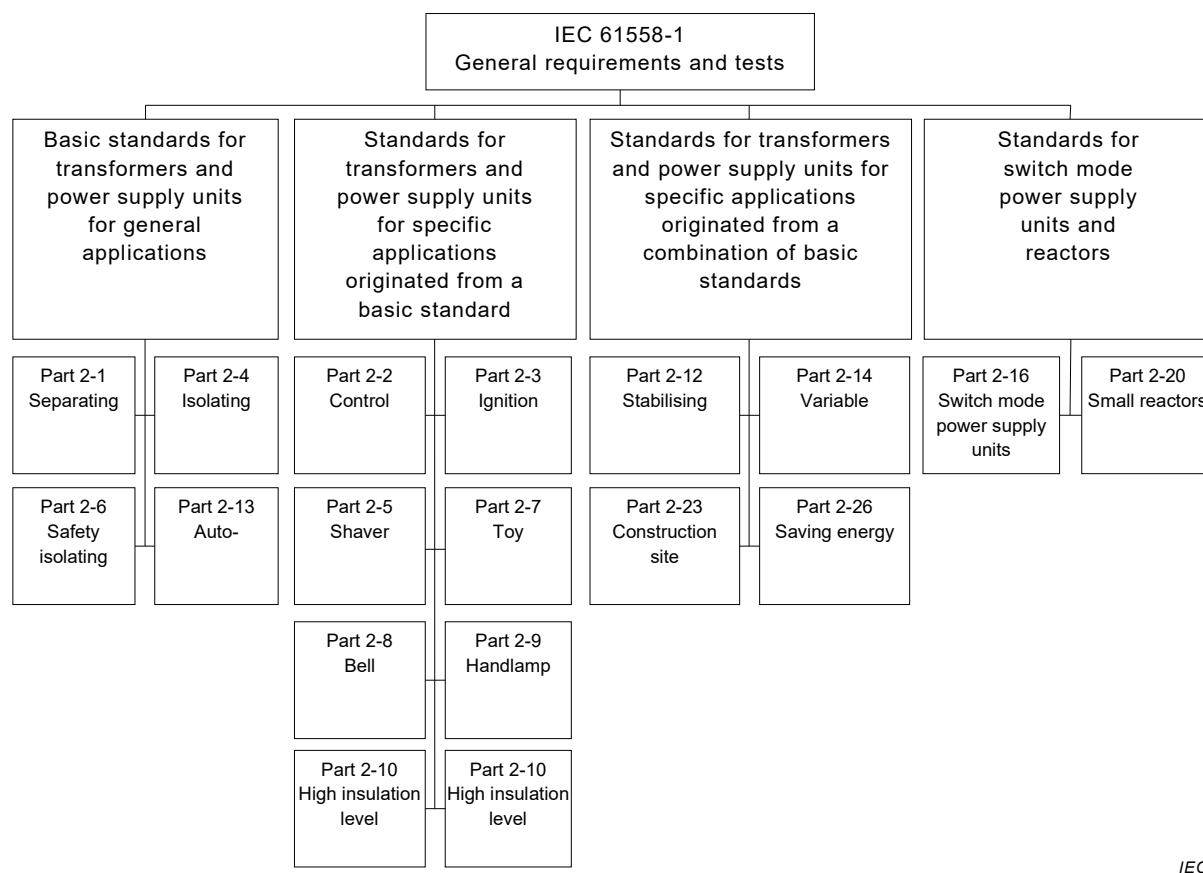 IEC 61558-1
General requirements and tests
Basic standards for
transformers and
power supply units
for general
applications
Standards for
transformers and
power supply units
for specific
applications
originated from a
basic standard
Standards for transformers
and power supply units for
specific applications
originated from a
combination of basic
standards
Standards for
switch mode
power supply
units and
reactors
Part 2-1
Separating
Part 2-4
Isolating
Part 2-6
Safety
isolating
Part 2-13
Auto-
Part 2-2
Control
Part 2-3
Ignition
Part 2-5
Shaver
Part 2-7
Toy
Part 2-8
Bell
Part 2-9
Handlamp
Part 2-10
High insulation
level
Part 2-10
High insulation
level
Part 2-12
Stabilising
Part 2-14
Variable
Part 2-23
Construction
site
Part 2-26
Saving energy
Part 2-16
Switch mode
power supply
units
Part 2-20
Small reactors
IEC